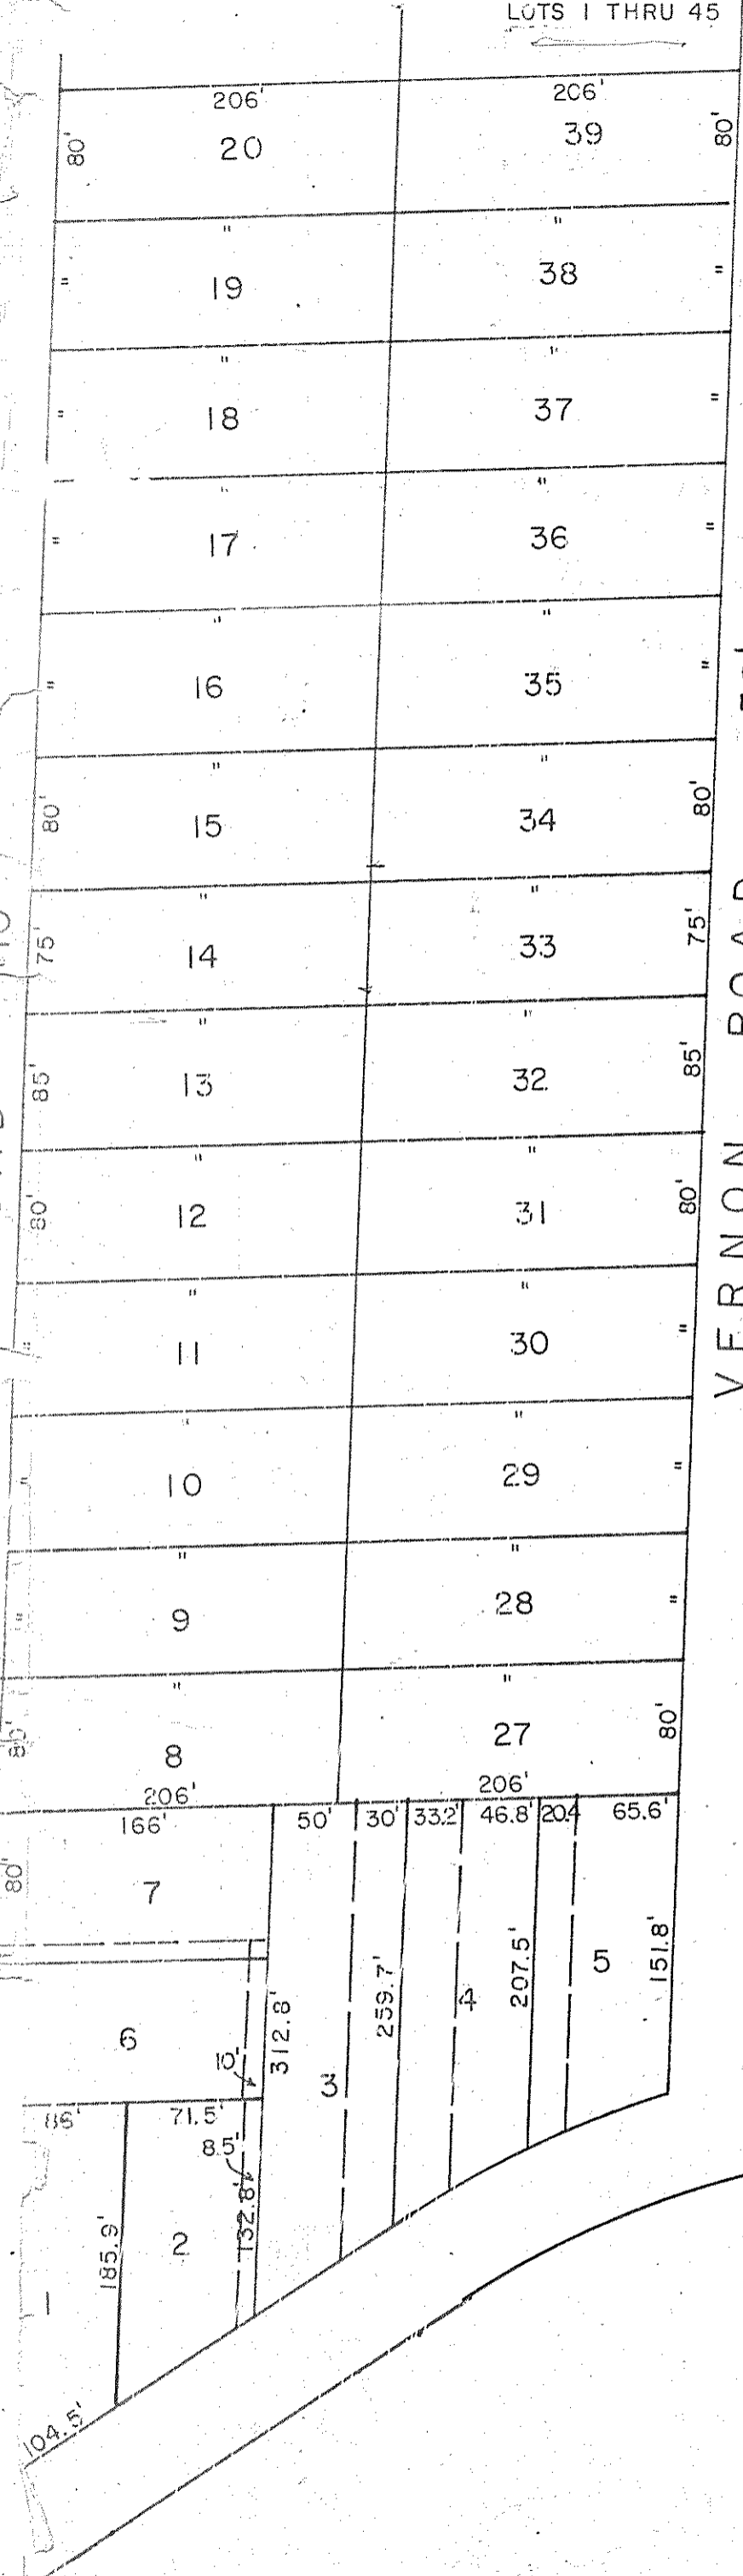 LOTS 1 THRU 45
206' 206'
80' 20 39 80'
" "
" 19 38 "
" "
" 18 37 "
" "
" 17 36 "
" "
" 16 35 "
" "
80' 15 34 80'
" "
75' 14 33 75'
" "
85' 13 32 85'
" "
80' 12 31 80'
" "
" 11 30 "
" "
" 10 29 "
" "
" 9 28 "
" "
80' 8 27 80'
206' 206'
166' 50' 30' 33.2' 46.8' 20.4 65.6'
80' 7
312.8' 259.7' 4 207.5' 5 151.8'
6 10' 3
86' 71.5'
8.5'
185.9' 2 132.8'
1
104.5'
VERNON ROAD